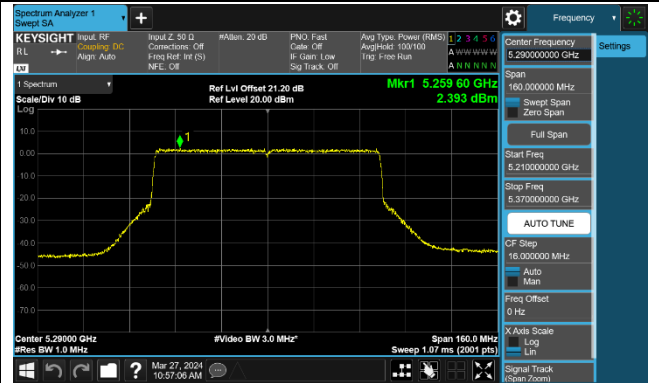 Spectrum Analyzer 1
Swept SA
Frequency
KEYSIGHT
RL
Input: RF
Coupling: DC
Align: Auto
Input Z: 50 Ω
Corrections: Off
Freq Ref: Int (S)
NFE: Off
#Atten: 20 dB
PNO: Fast
Gate: Off
IF Gain: Low
Sig Track: Off
Avg Type: Power (RMS)
Avg|Hold: 100/100
Trig: Free Run
1 2 3 4 5 6
A W W W W W
A N N N N N
LXI
1 Spectrum
Scale/Div 10 dB
Log
Ref Lvl Offset 21.20 dB
Ref Level 20.00 dBm
Mkr1 5.259 60 GHz
2.393 dBm
1
10.0
0.00
-10.0
-20.0
-30.0
-40.0
-50.0
-60.0
-70.0
Center 5.29000 GHz
#Res BW 1.0 MHz
#Video BW 3.0 MHz*
Span 160.0 MHz
Sweep 1.07 ms (2001 pts)
Mar 27, 2024
10:57:06 AM
Center Frequency
5.290000000 GHz
Settings
Span
160.000000 MHz
Swept Span
Zero Span
Full Span
Start Freq
5.210000000 GHz
Stop Freq
5.370000000 GHz
AUTO TUNE
CF Step
16.000000 MHz
Auto
Man
Freq Offset
0 Hz
X Axis Scale
Log
Lin
Signal Track
(Span Zoom)